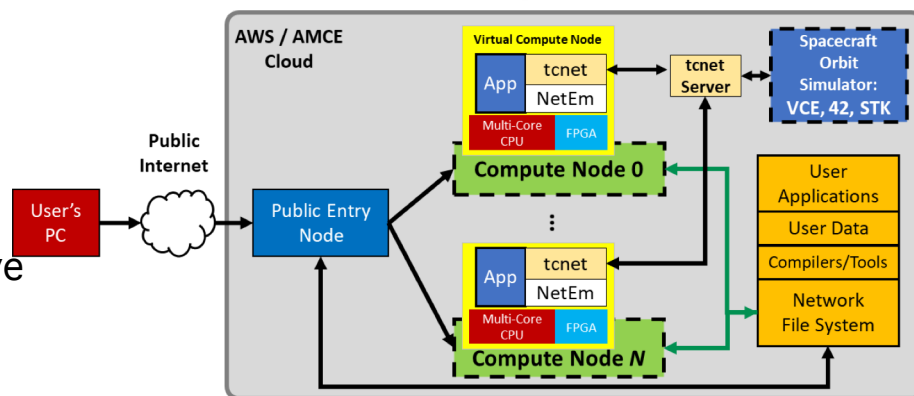 AWS / AMCE
Cloud
Virtual Compute Node
App
tcnet
NetEm
Multi-Core
CPU
FPGA
Compute Node 0
tcnet
Server
Spacecraft
Orbit
Simulator:
VCE, 42, STK
Public
Internet
User's
PC
Public Entry
Node
...
App
tcnet
NetEm
Multi-Core
CPU
FPGA
Compute Node N
User
Applications
User Data
Compilers/Tools
Network
File System